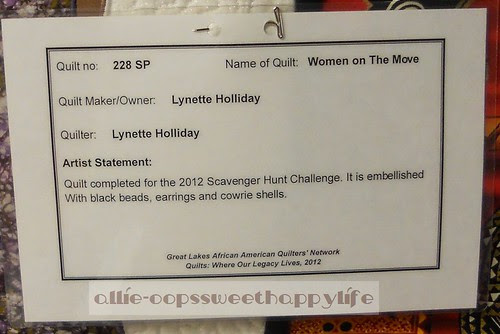 Quilt no: 228 SP Name of Quilt: Women on The Move
Quilt Maker/Owner: Lynette Holliday
Quilter: Lynette Holliday
Artist Statement:
Quilt completed for the 2012 Scavenger Hunt Challenge. It is embellished
With black beads, earrings and cowrie shells.
Great Lakes African American Quilters' Network
Quilts: Where Our Legacy Lives, 2012
allie-oopssweethappylife